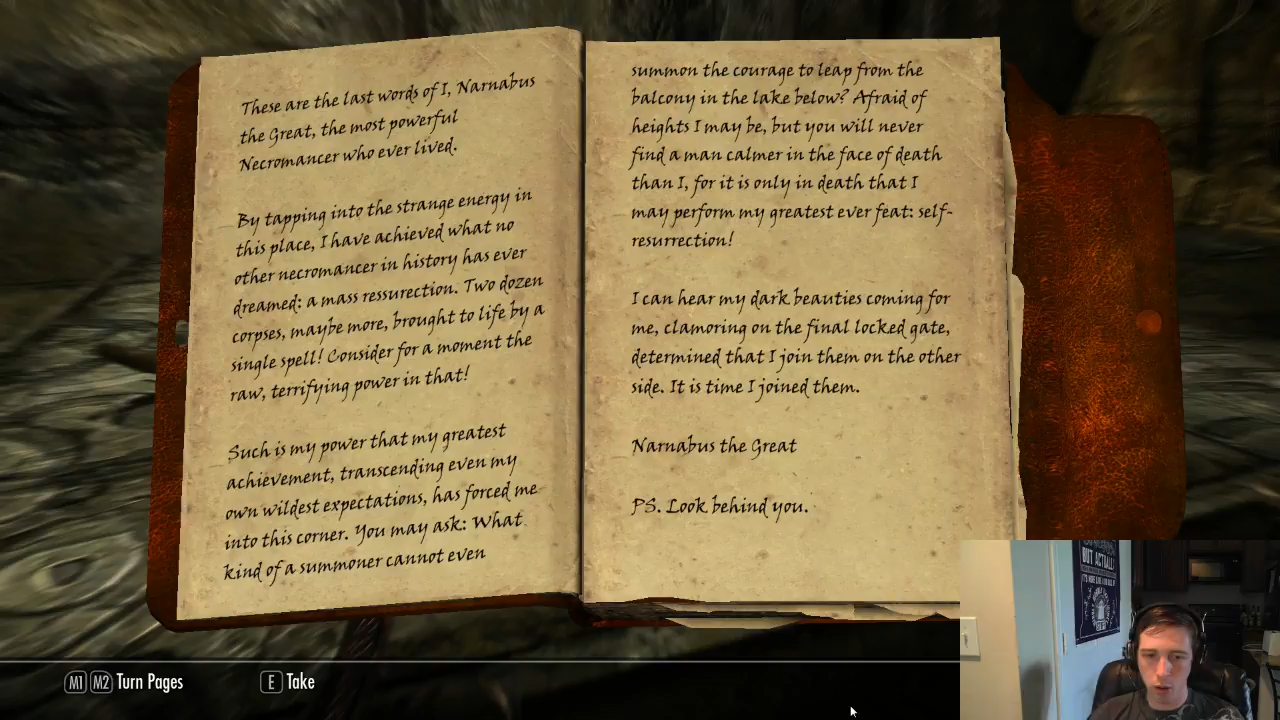 These are the last words of I, Narnabus
the Great, the most powerful
Necromancer who ever lived.
By tapping into the strange energy in
this place, I have achieved what no
other necromancer in history has ever
dreamed: a mass ressurection. Two dozen
corpses, maybe more, brought to life by a
single spell! Consider for a moment the
raw, terrifying power in that!
Such is my power that my greatest
achievement, transcending even my
own wildest expectations, has forced me
into this corner. You may ask: What
kind of a summoner cannot even
summon the courage to leap from the
balcony in the lake below? Afraid of
heights I may be, but you will never
find a man calmer in the face of death
than I, for it is only in death that I
may perform my greatest ever feat: self-
resurrection!
I can hear my dark beauties coming for
me, clamoring on the final locked gate,
determined that I join them on the other
side. It is time I joined them.
Narnabus the Great
PS. Look behind you.
M1 M2 Turn Pages
E Take
BUT ACTUALLY